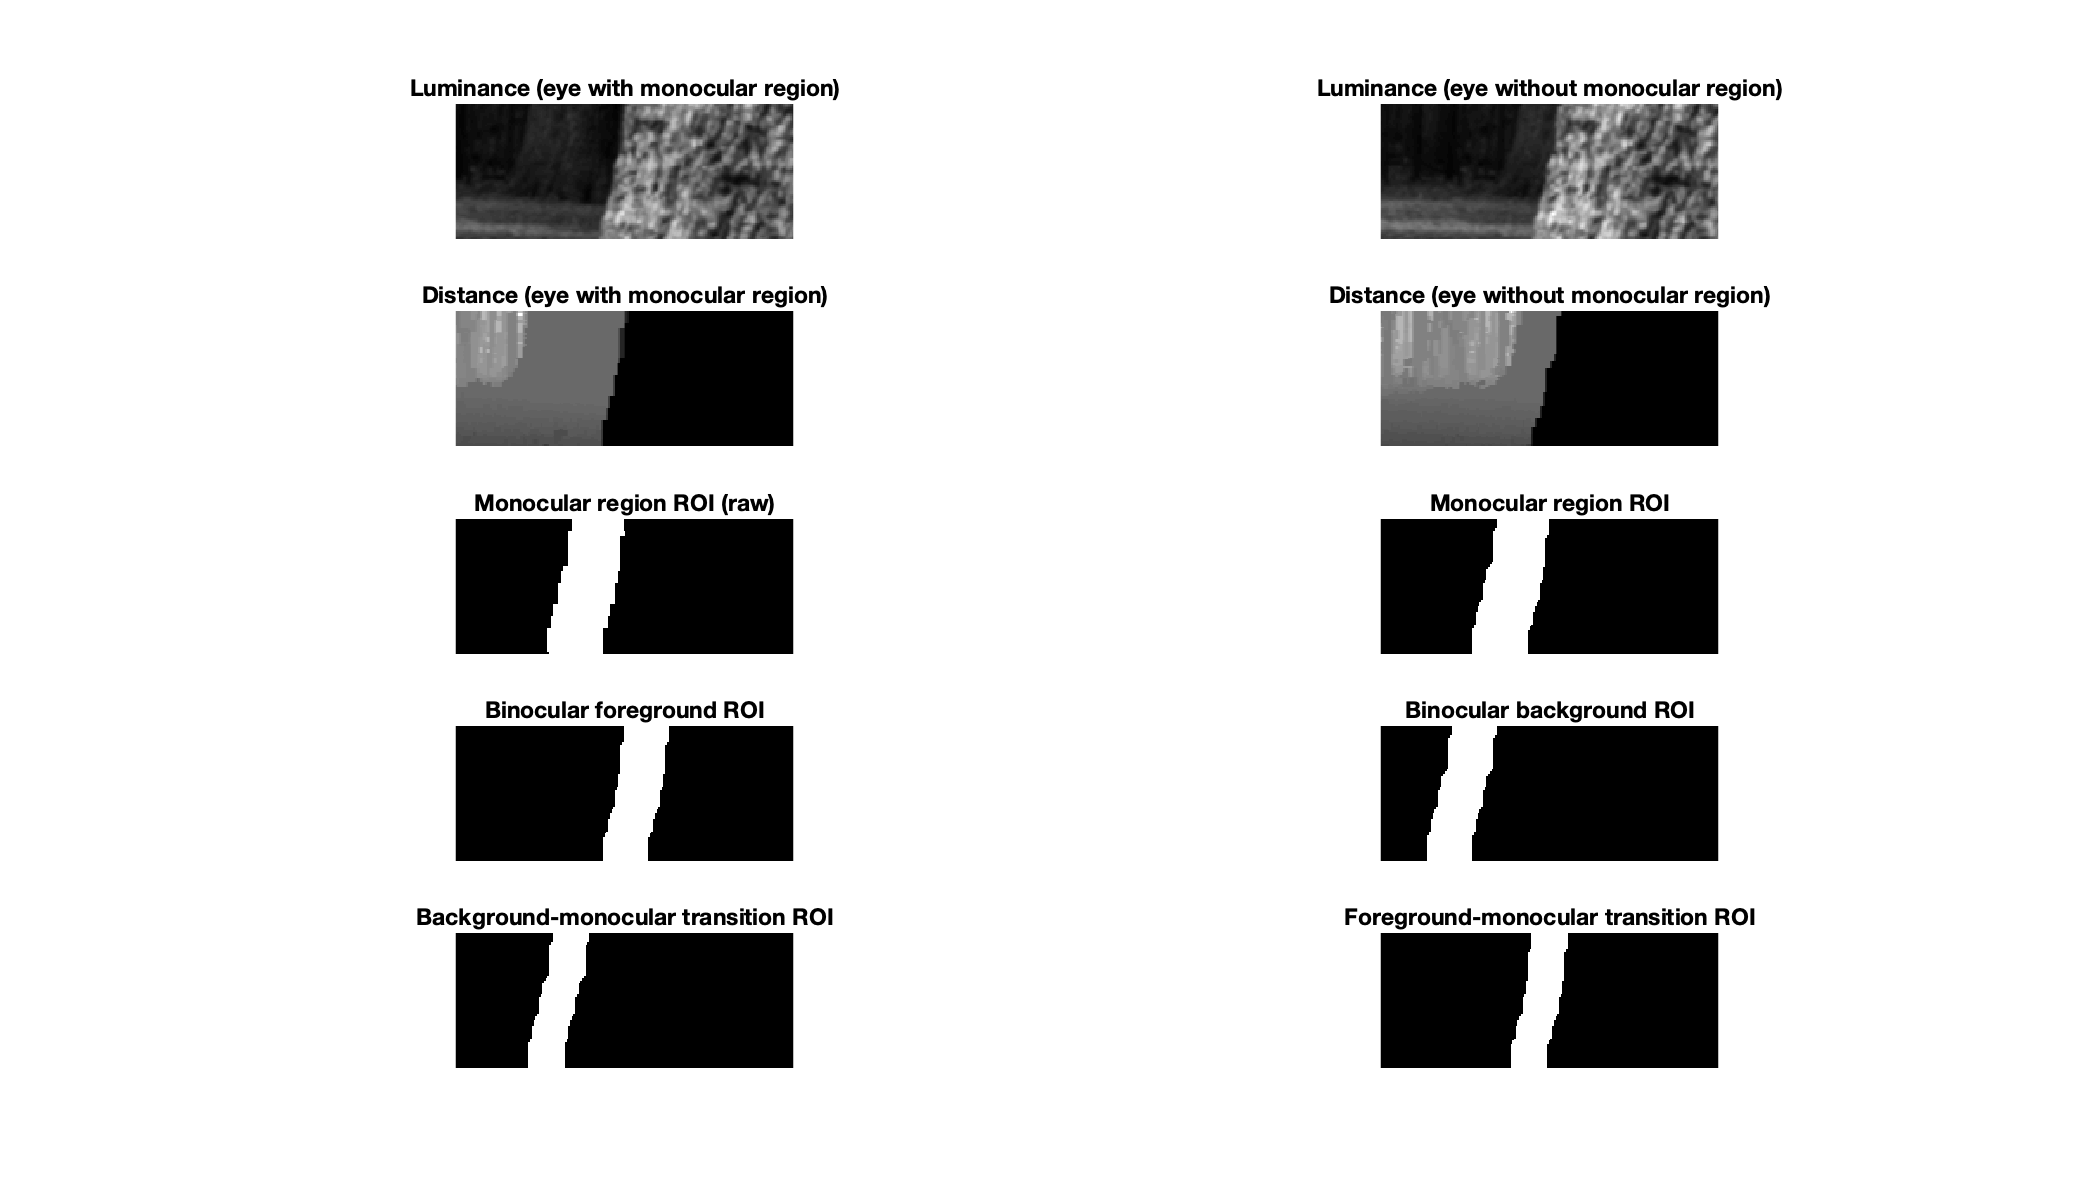 Luminance (eye with monocular region)
Luminance (eye without monocular region)
Distance (eye with monocular region)
Distance (eye without monocular region)
Monocular region ROI (raw)
Monocular region ROI
Binocular foreground ROI
Binocular background ROI
Background-monocular transition ROI
Foreground-monocular transition ROI